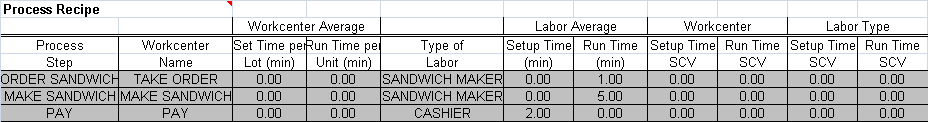 Process Recipe
Workcenter Average Labor Average Workcenter Labor Type
Process Workcenter Set Time per Run Time per Type of Setup Time Run Time Setup Time Run Time Setup Time Run Time
Step Name Lot (min) Unit (min) Labor (min) (min) SCV SCV SCV SCV
ORDER SANDWICH TAKE ORDER 0.00 0.00 SANDWICH MAKER 0.00 1.00 0.00 0.00 0.00 0.00
MAKE SANDWICH MAKE SANDWICH 0.00 0.00 SANDWICH MAKER 0.00 5.00 0.00 0.00 0.00 0.00
PAY PAY 0.00 0.00 CASHIER 2.00 0.00 0.00 0.00 0.00 0.00